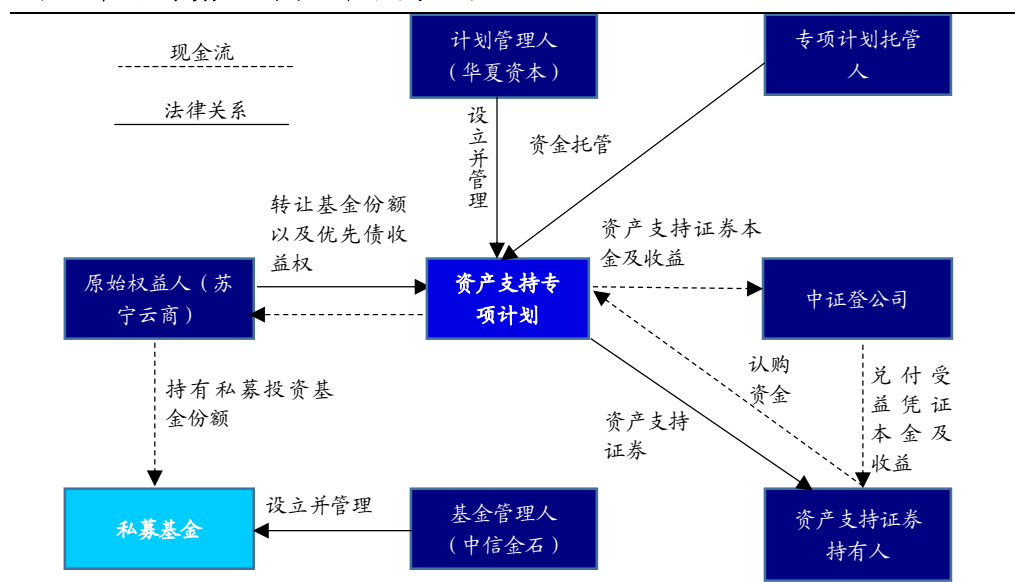 现金流
法律关系
计划管理人
（华夏资本）
专项计划托管
人
设
立
并
管
理
资金托管
转让基金份额
以及优先债收
益权
资产支持证券本
金及收益
原始权益人（苏
宁云商）
资产支持专
项计划
中证登公司
持有私募投资基
金份额
认购
资金
兑付受
益凭证
本金及
收益
资产支持
证券
私募基金
设立并管理
基金管理人
（中信金石）
资产支持证券
持有人